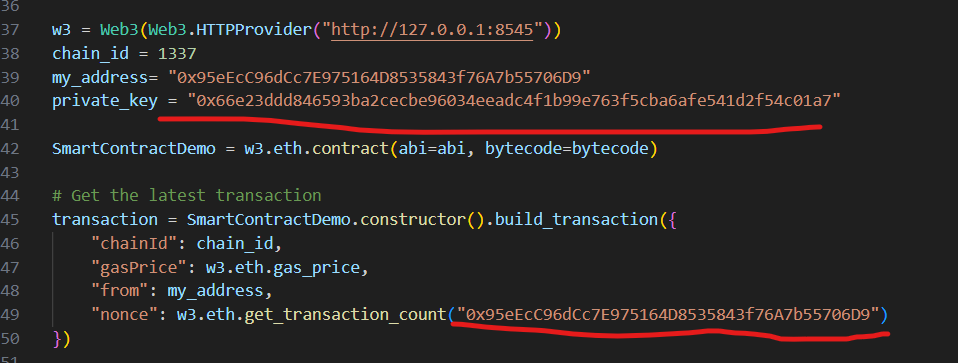 36
37 w3 = Web3(Web3.HTTPProvider("http://127.0.0.1:8545"))
38 chain_id = 1337
39 my_address= "0x95eEcC96dCc7E975164D8535843f76A7b55706D9"
40 private_key = "0x66e23ddd846593ba2cecbe96034eeadc4f1b99e763f5cba6afe541d2f54c01a7"
41
42 SmartContractDemo = w3.eth.contract(abi=abi, bytecode=bytecode)
43
44 # Get the latest transaction
45 transaction = SmartContractDemo.constructor().build_transaction({
46     "chainId": chain_id,
47     "gasPrice": w3.eth.gas_price,
48     "from": my_address,
49     "nonce": w3.eth.get_transaction_count("0x95eEcC96dCc7E975164D8535843f76A7b55706D9")
50 })
51